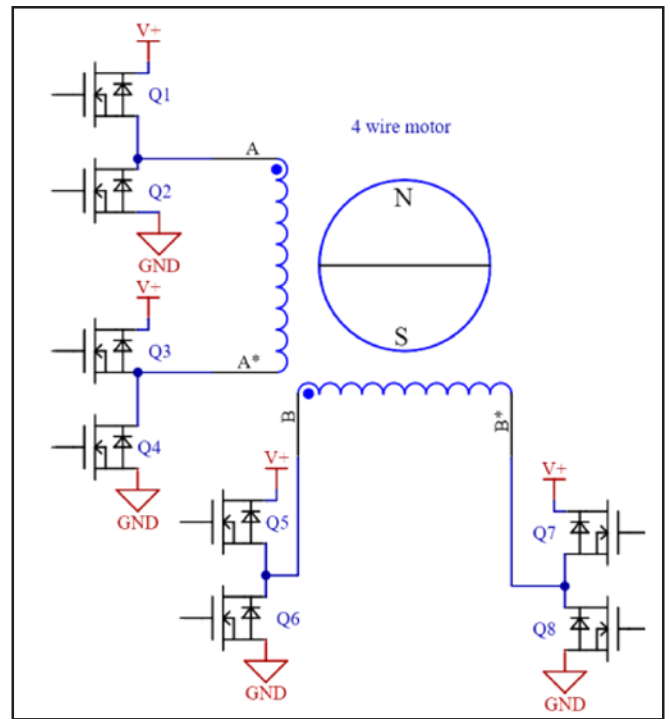 V+
Q1
4 wire motor
A
Q2
N
GND
V+
Q3
S
A*
Q4
B
B*
V+
V+
GND
Q5
Q7
Q6
Q8
GND
GND